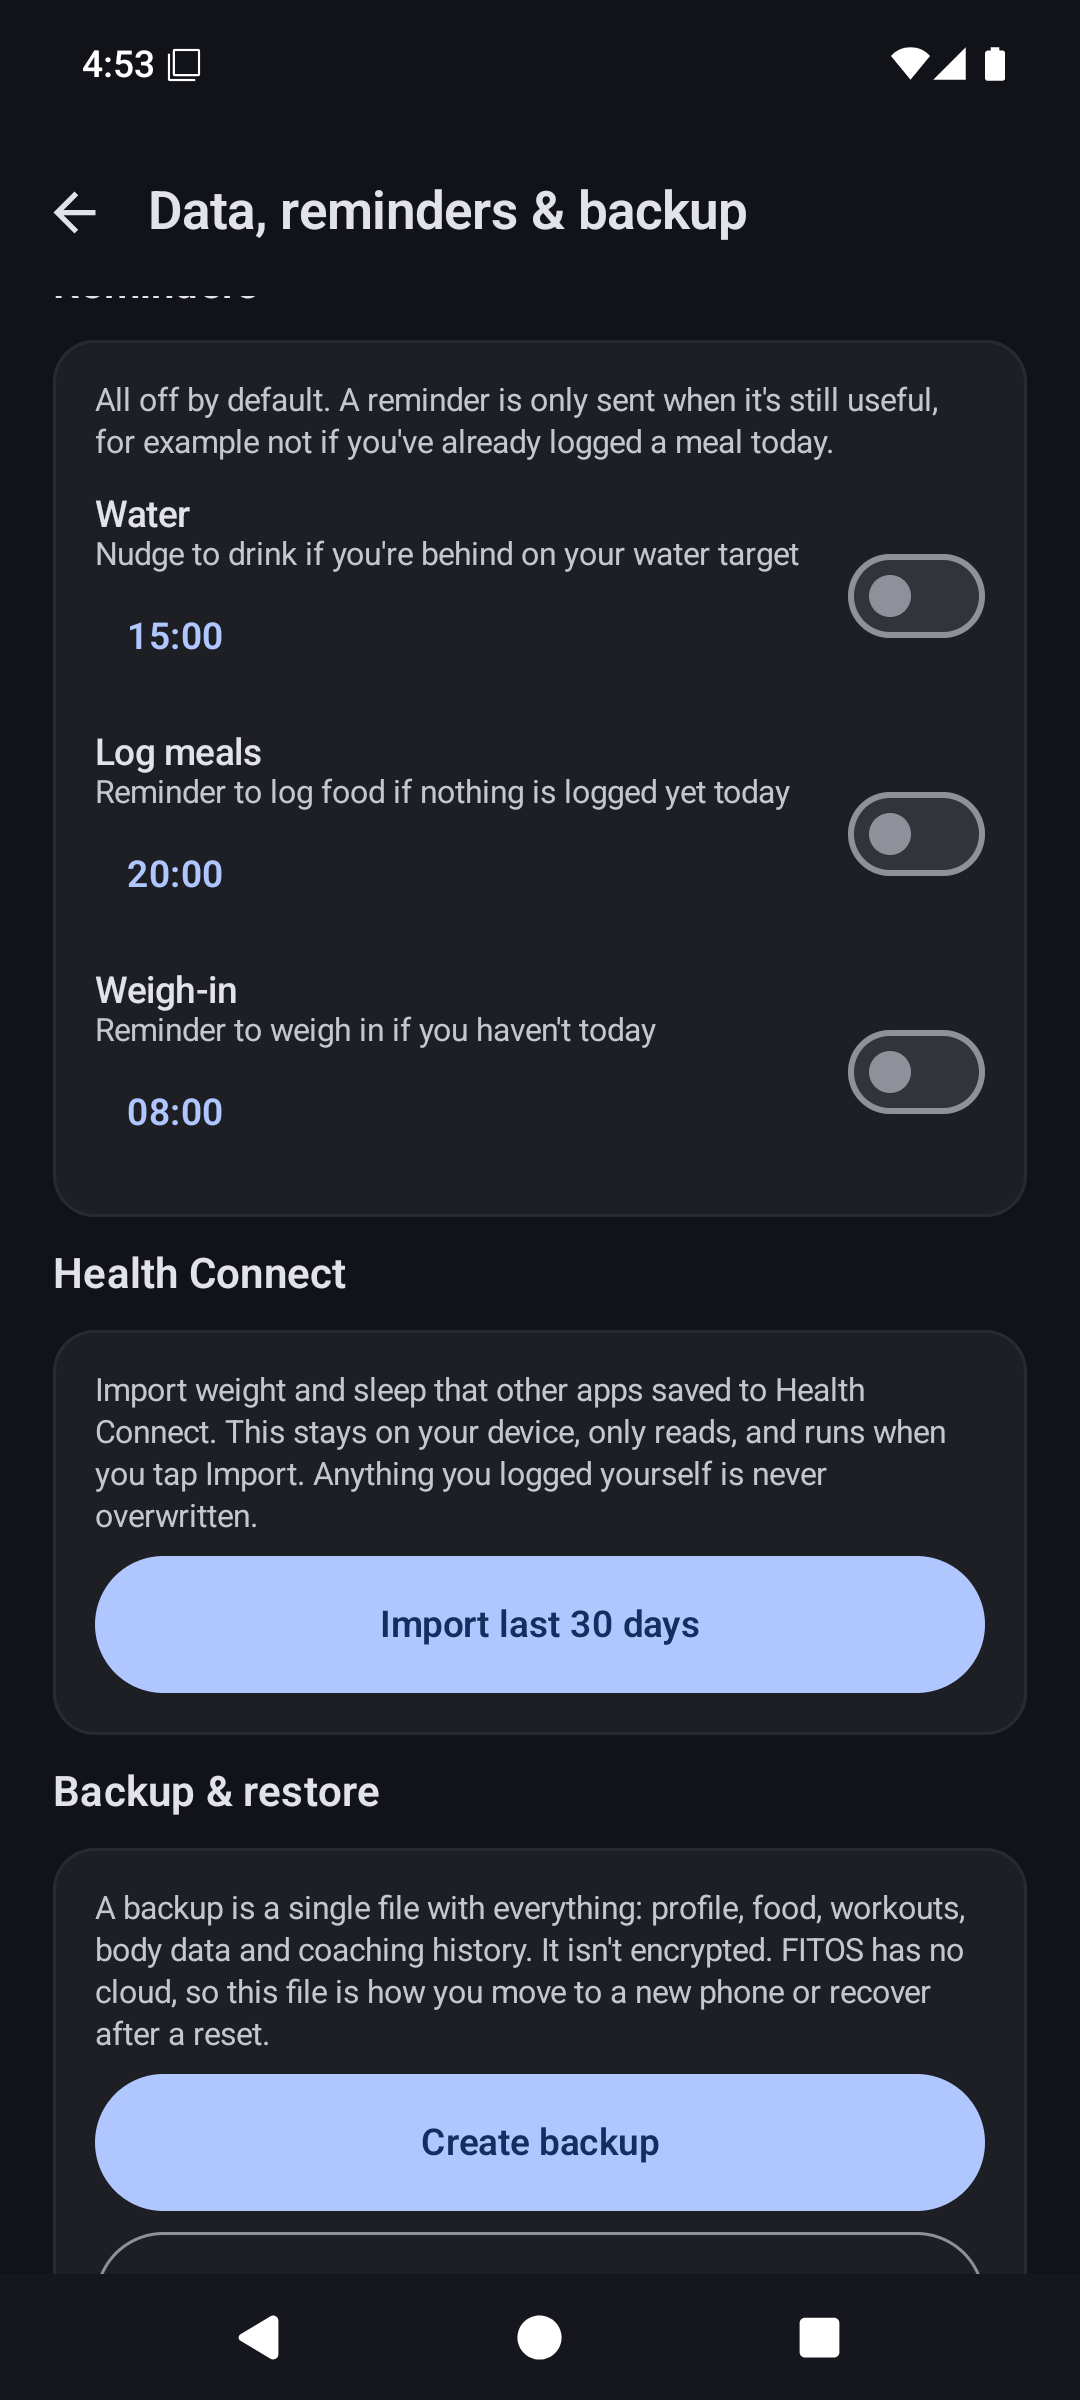 4:53
Data, reminders & backup
All off by default. A reminder is only sent when it's still useful,
for example not if you've already logged a meal today.
Water
Nudge to drink if you're behind on your water target
15:00
Log meals
Reminder to log food if nothing is logged yet today
20:00
Weigh-in
Reminder to weigh in if you haven't today
08:00
Health Connect
Import weight and sleep that other apps saved to Health
Connect. This stays on your device, only reads, and runs when
you tap Import. Anything you logged yourself is never
overwritten.
Import last 30 days
Backup & restore
A backup is a single file with everything: profile, food, workouts,
body data and coaching history. It isn't encrypted. FITOS has no
cloud, so this file is how you move to a new phone or recover
after a reset.
Create backup